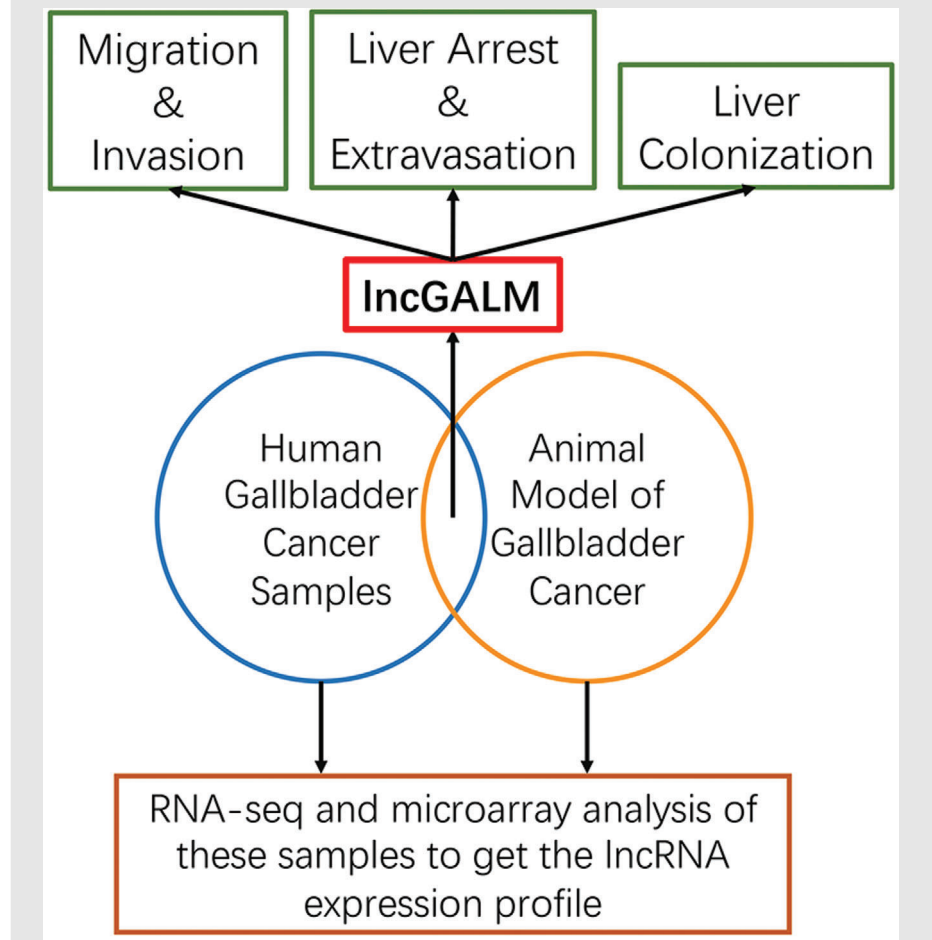 Migration
&
Invasion
Liver Arrest
&
Extravasation
Liver
Colonization
lncGALM
Human
Gallbladder
Cancer
Samples
Animal
Model of
Gallbladder
Cancer
RNA-seq and microarray analysis of
these samples to get the lncRNA
expression profile